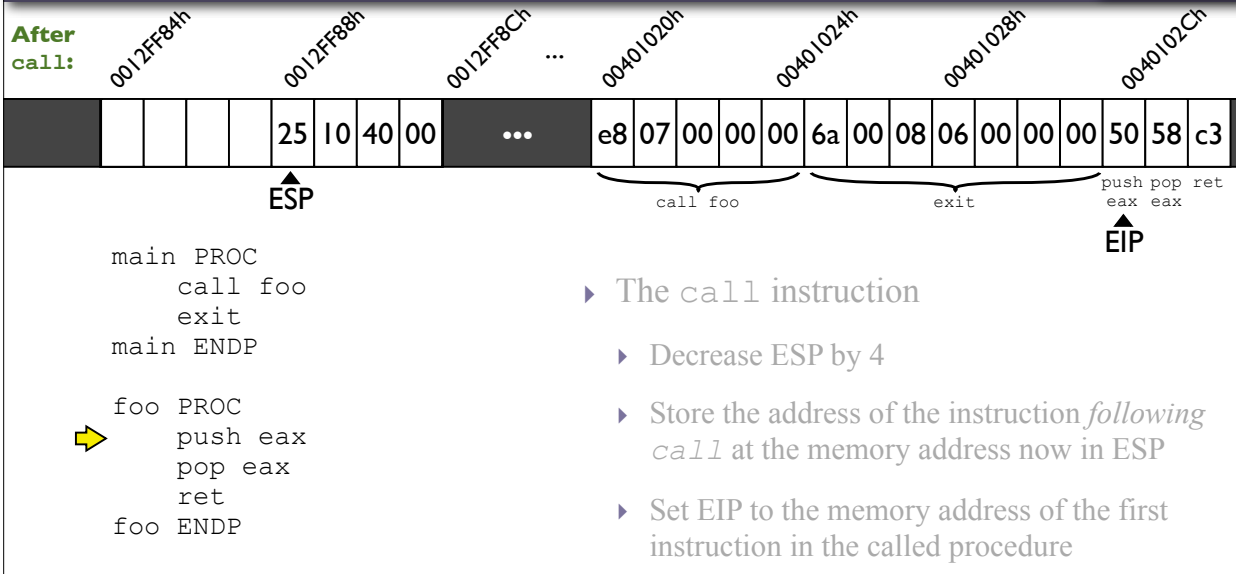 After
call:
0012FF84h
0012FF88h
0012FF8Ch
...
00401020h
00401024h
00401028h
0040102Ch
25 10 40 00 ••• e8 07 00 00 00 6a 00 08 06 00 00 00 50 58 c3
ESP
call foo
exit
push pop ret
eax eax
EIP
main PROC
call foo
exit
main ENDP
foo PROC
push eax
pop eax
ret
foo ENDP
‣ The call instruction
‣ Decrease ESP by 4
‣ Store the address of the instruction following
call at the memory address now in ESP
‣ Set EIP to the memory address of the first
instruction in the called procedure